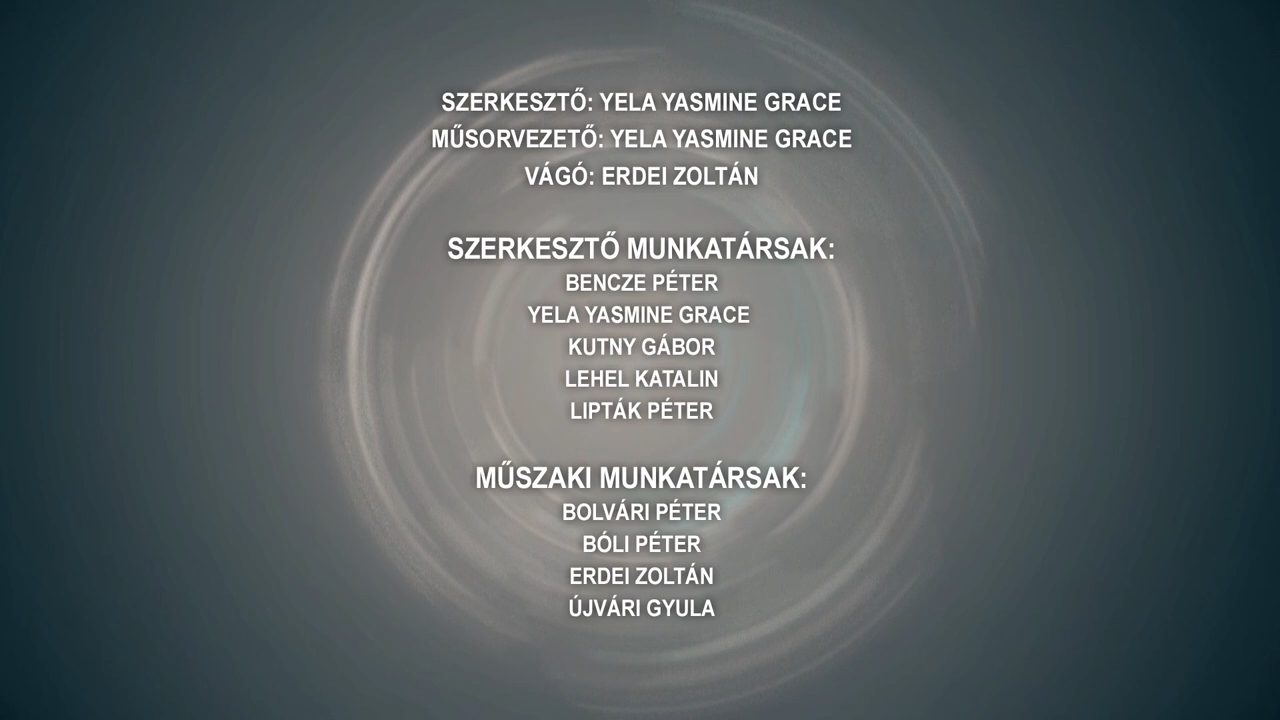 SZERKESZTŐ: YELA YASMINE GRACE
MŰSORVEZETŐ: YELA YASMINE GRACE
VÁGÓ: ERDEI ZOLTÁN
SZERKESZTŐ MUNKATÁRSAK:
BENCZE PÉTER
YELA YASMINE GRACE
KUTNY GÁBOR
LEHEL KATALIN
LIPTÁK PÉTER
MŰSZAKI MUNKATÁRSAK:
BOLVÁRI PÉTER
BÓLI PÉTER
ERDEI ZOLTÁN
ÚJVÁRI GYULA